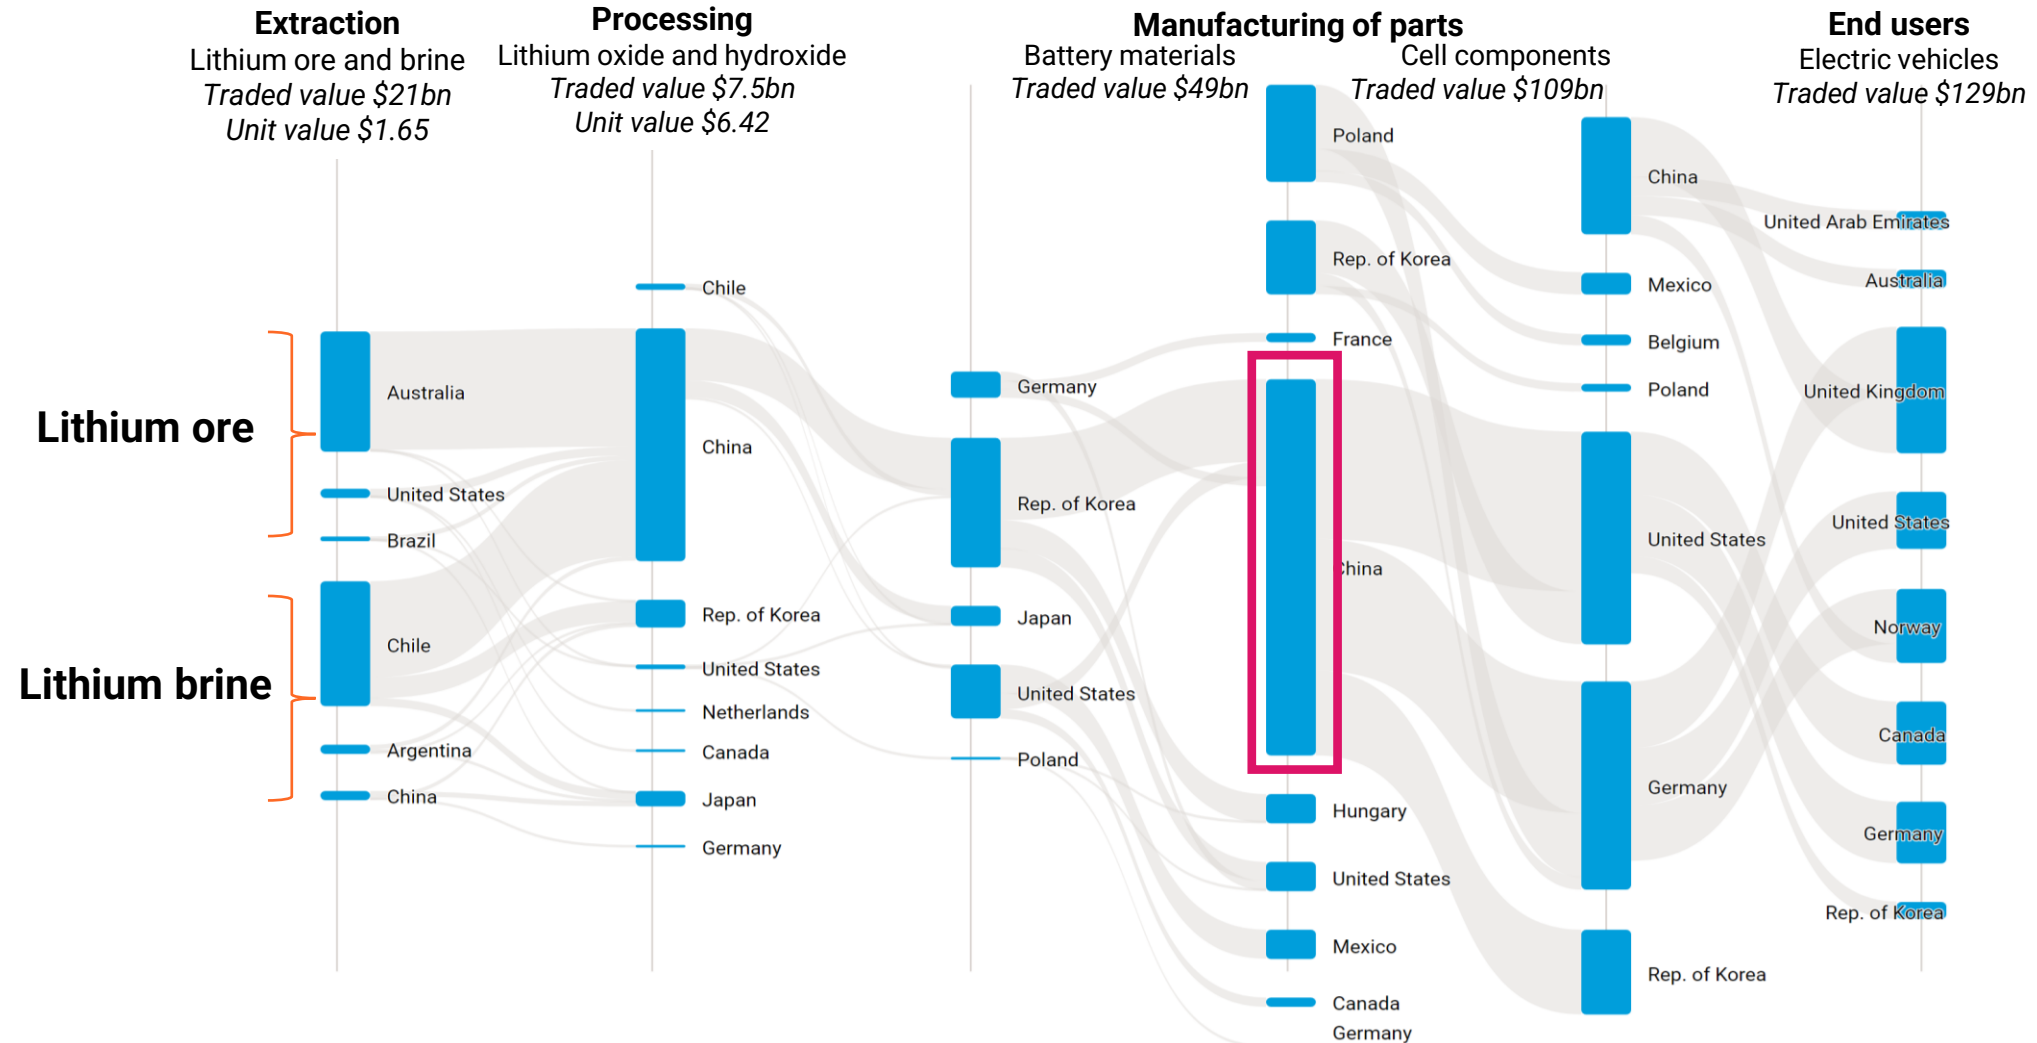 Extraction
Lithium ore and brine
Traded value $21bn
Unit value $1.65
Processing
Lithium oxide and hydroxide
Traded value $7.5bn
Unit value $6.42
Manufacturing of parts
Battery materials
Traded value $49bn
Cell components
Traded value $109bn
End users
Electric vehicles
Traded value $129bn
Lithium ore
Lithium brine
Australia
United States
Brazil
Chile
Argentina
China
Chile
China
Rep. of Korea
United States
Netherlands
Canada
Japan
Germany
Germany
Rep. of Korea
Japan
United States
Poland
Poland
Rep. of Korea
France
China
Hungary
United States
Mexico
Canada
Germany
China
Mexico
Belgium
Poland
United States
Germany
Rep. of Korea
United Arab Emirates
Australia
United Kingdom
United States
Norway
Canada
Germany
Rep. of Korea